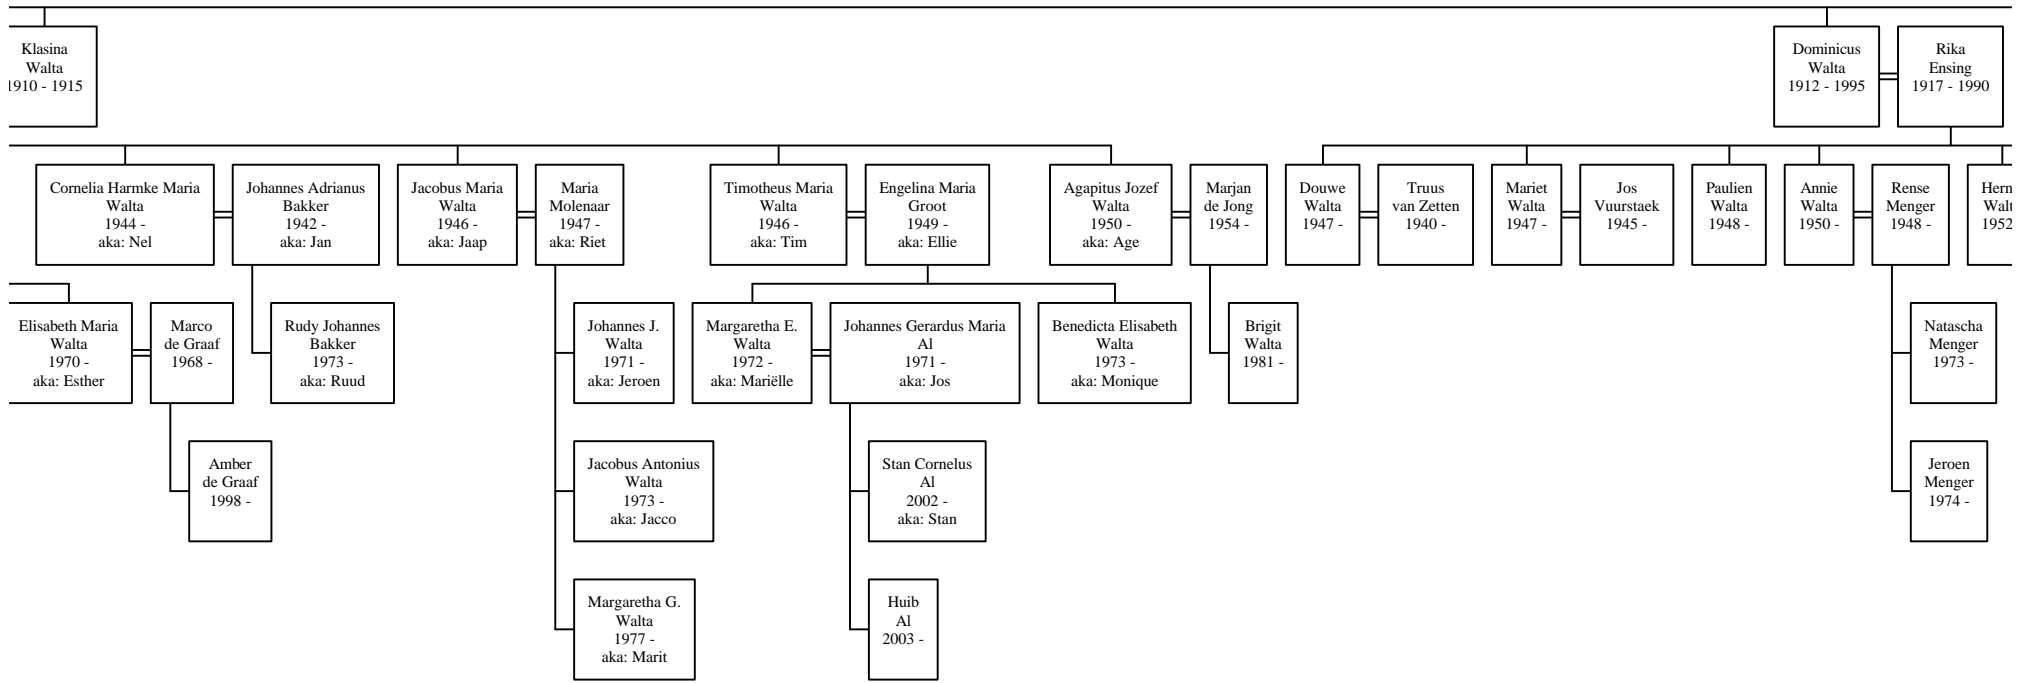 Klasina
Walta
1910 - 1915
Dominicus
Walta
1912 - 1995
Rika
Ensing
1917 - 1990
Cornelia Harmke Maria
Walta
1944 -
aka: Nel
Johannes Adrianus
Bakker
1942 -
aka: Jan
Jacobus Maria
Walta
1946 -
aka: Jaap
Maria
Molenaar
1947 -
aka: Riet
Timotheus Maria
Walta
1946 -
aka: Tim
Engelina Maria
Groot
1949 -
aka: Ellie
Agapitus Jozef
Walta
1950 -
aka: Age
Marjan
de Jong
1954 -
Douwe
Walta
1947 -
Truus
van Zetten
1940 -
Mariet
Walta
1947 -
Jos
Vuurstaek
1945 -
Paulien
Walta
1948 -
Annie
Walta
1950 -
Rense
Menger
1948 -
1952
Elisabeth Maria
Walta
1970 -
aka: Esther
Marco
de Graaf
1968 -
Rudy Johannes
Bakker
1973 -
aka: Ruud
Johannes J.
Walta
1971 -
aka: Jeroen
Margaretha E.
Walta
1972 -
aka: Mariëlle
Johannes Gerardus Maria
Al
1971 -
aka: Jos
Benedicta Elisabeth
Walta
1973 -
aka: Monique
Brigit
Walta
1981 -
Natascha
Menger
1973 -
Amber
de Graaf
1998 -
Jacobus Antonius
Walta
1973 -
aka: Jacco
Stan Cornelus
Al
2002 -
aka: Stan
Jeroen
Menger
1974 -
Margaretha G.
Walta
1977 -
aka: Marit
Huib
Al
2003 -